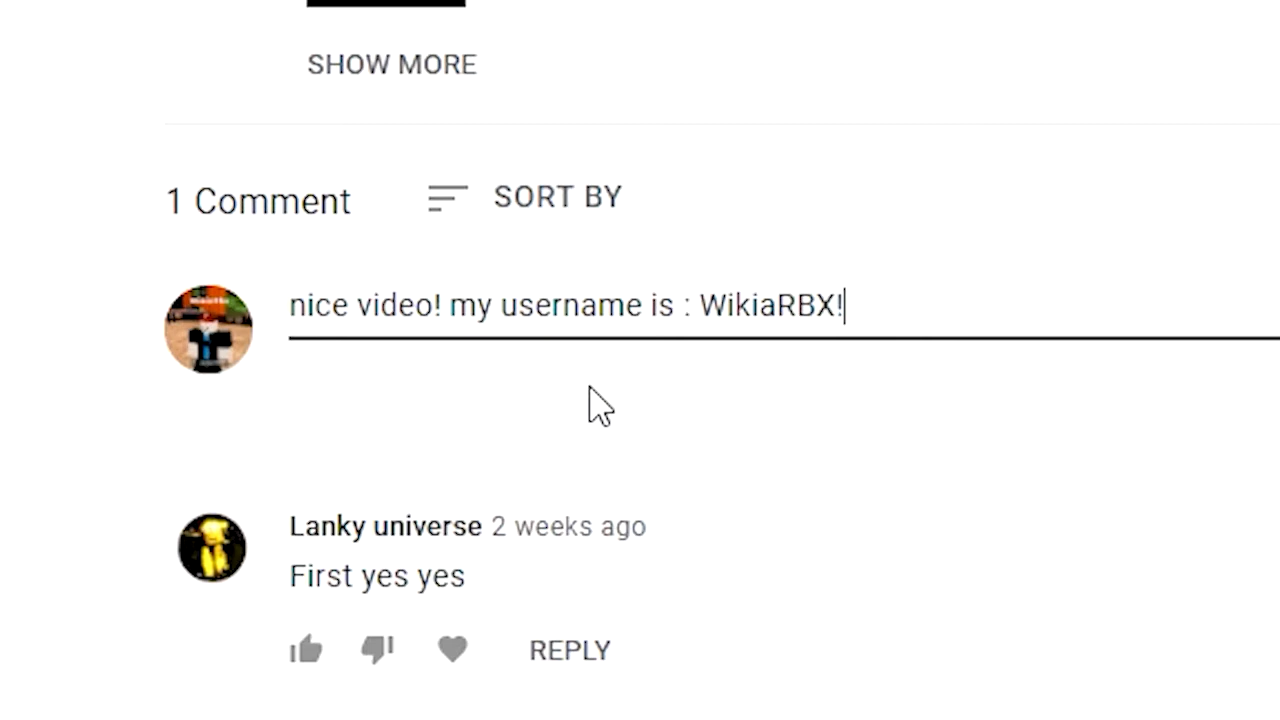 SHOW MORE
1 Comment
SORT BY
nice video! my username is : WikiaRBX!
Lanky universe 2 weeks ago
First yes yes
REPLY